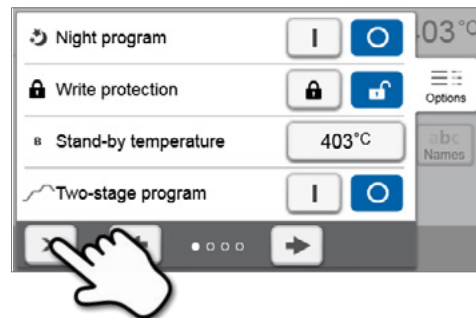 Night program
I O
03°C
Write protection
Options
B Stand-by temperature
403°C
abc
Names
Two-stage program
I O